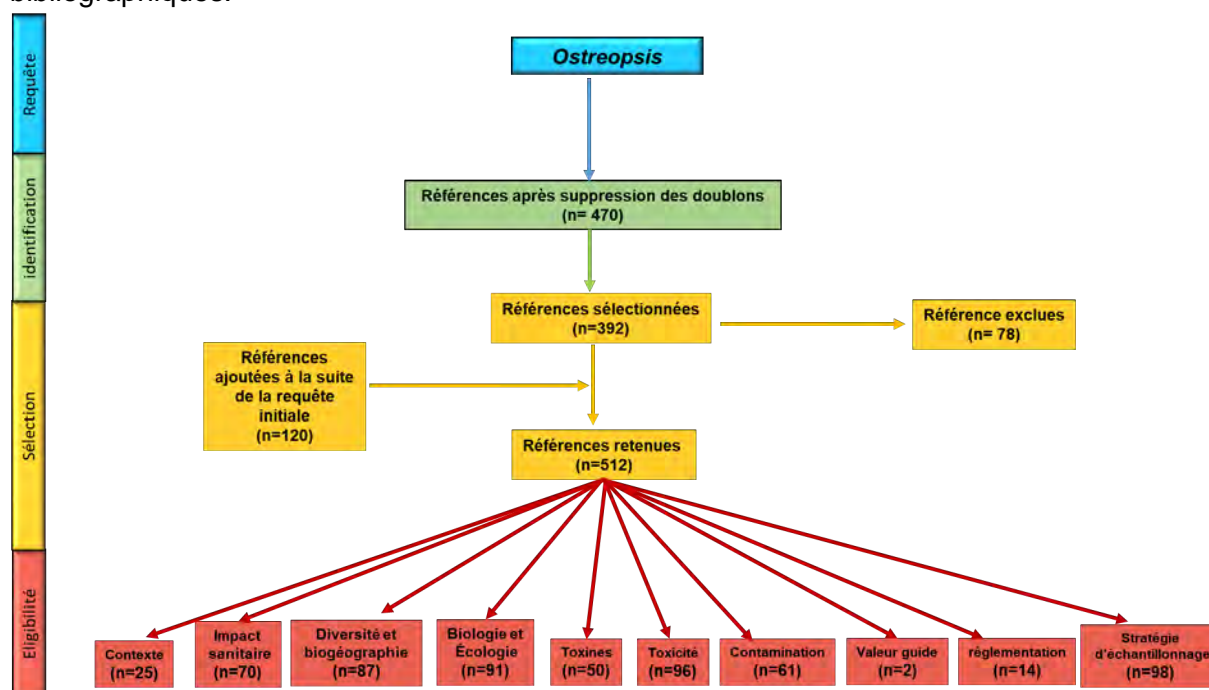 bibliographiques.
Requête
Ostreopsis
identification
Références après suppression des doublons
(n= 470)
Sélection
Références sélectionnées
(n=392)
Référence exclues
(n= 78)
Références
ajoutées à la suite
de la requête
initiale
(n=120)
Références retenues
(n=512)
Eligibilité
Contexte
(n=25)
Impact
sanitaire
(n=70)
Diversité et
biogéographie
(n=87)
Biologie et
Écologie
(n=91)
Toxines
(n=50)
Toxicité
(n=96)
Contamination
(n=61)
Valeur guide
(n=2)
réglementation
(n=14)
Stratégie
d'échantillonnage
(n=98)